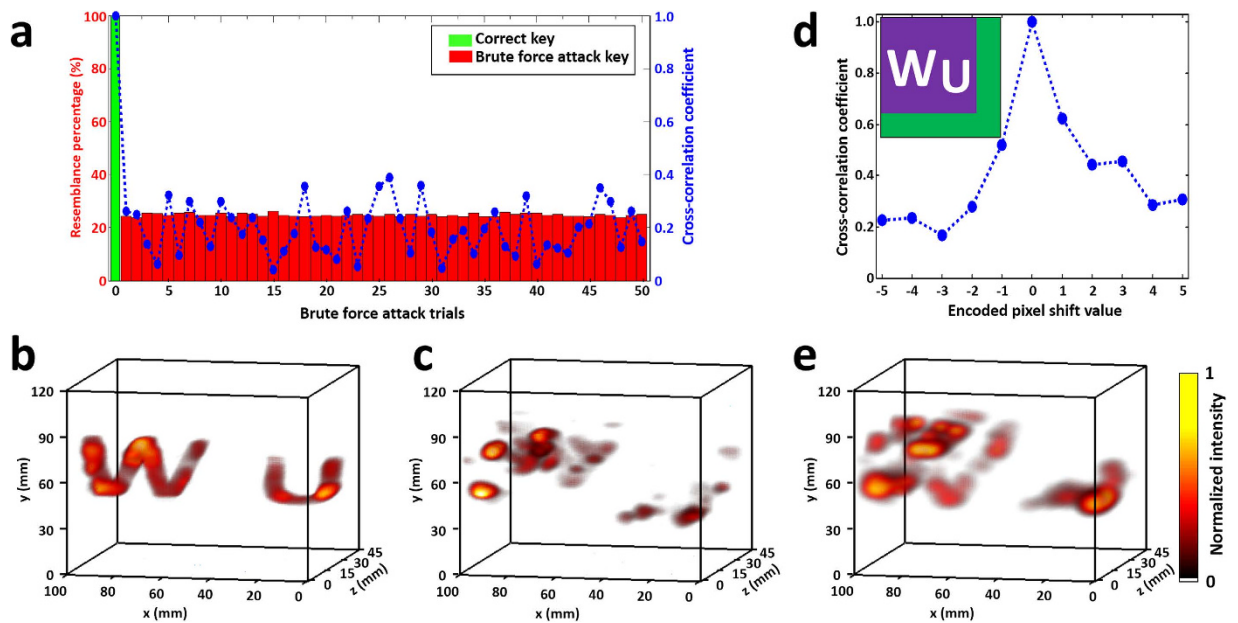 a
100
80
60
40
20
0
Resemblance percentage (%)
Correct key
Brute force attack key
1.0
0.8
0.6
0.4
0.2
0
Cross-correlation coefficient
0 5 10 15 20 25 30 35 40 45 50
Brute force attack trials
d
1.0
0.8
0.6
0.4
0.2
0
Cross-correlation coefficient
WU
-5 -4 -3 -2 -1 0 1 2 3 4 5
Encoded pixel shift value
b
120
90
60
30
0
y (mm)
100 80 60 40 20 0
x (mm)
0 15 30 45
z (mm)
c
120
90
60
30
0
y (mm)
100 80 60 40 20 0
x (mm)
0 15 30 45
z (mm)
e
120
90
60
30
0
y (mm)
100 80 60 40 20 0
x (mm)
0 15 30 45
z (mm)
1
Normalized intensity
0